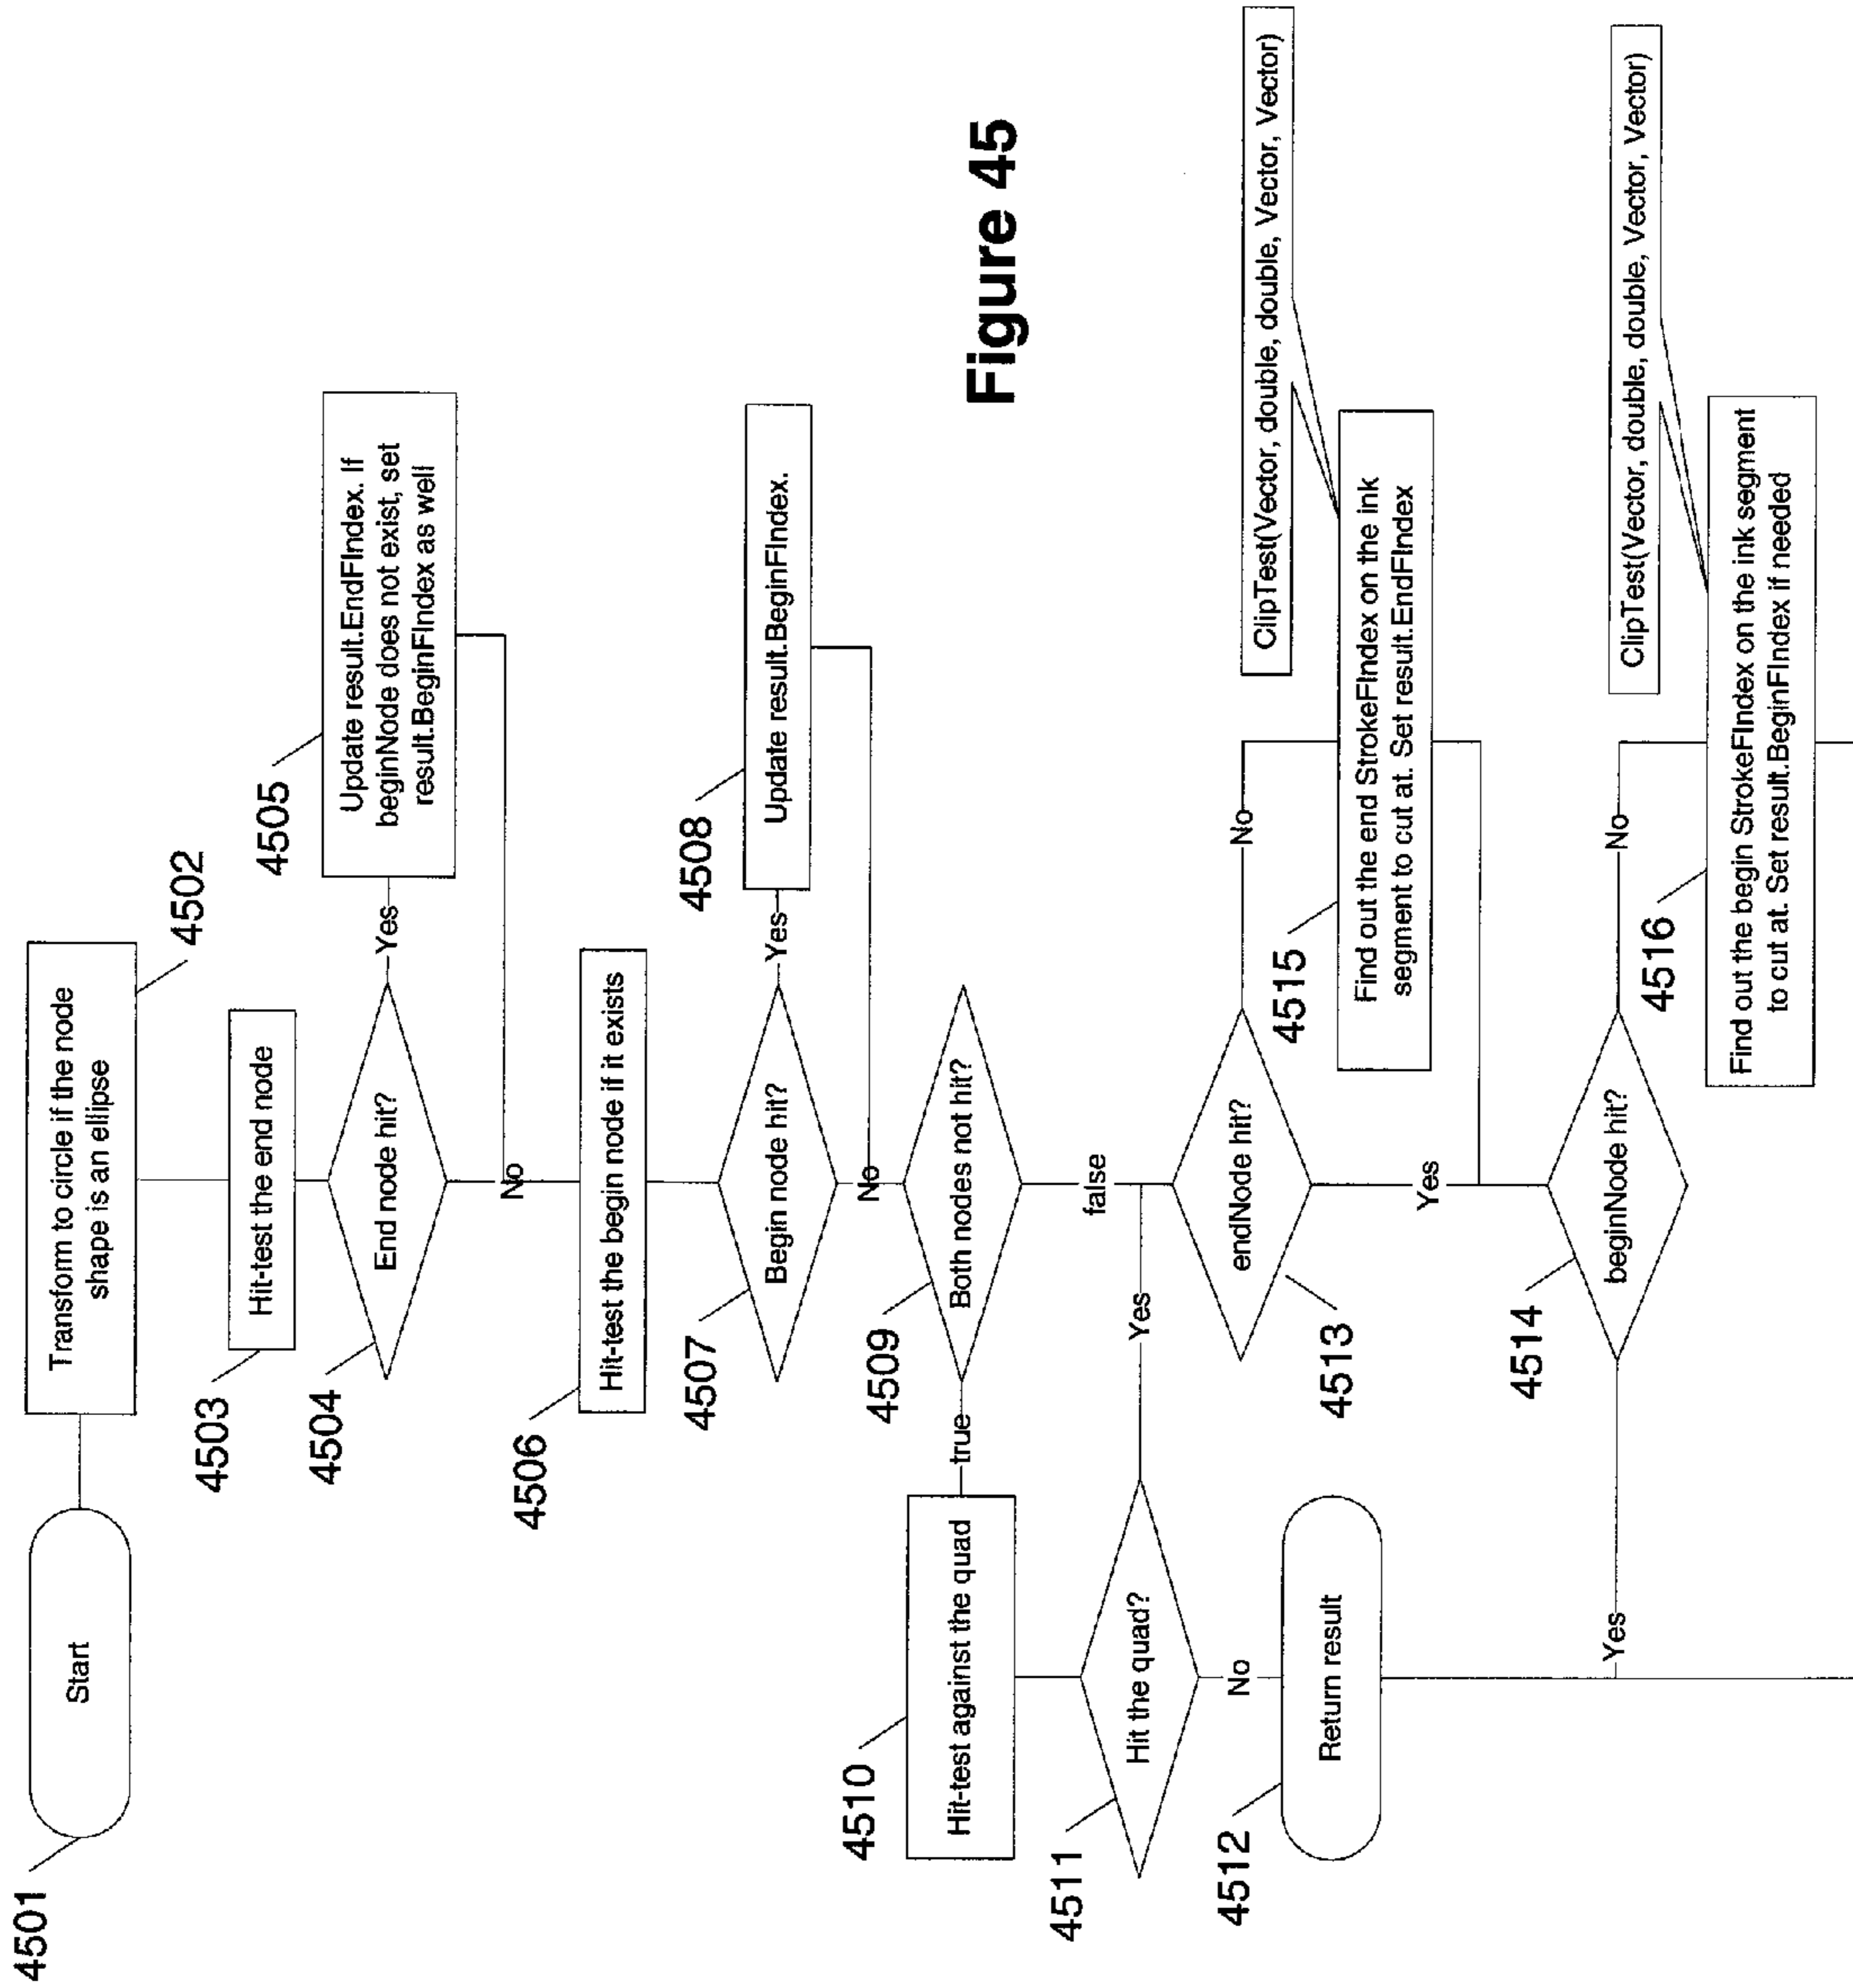 4501
Start
Transform to circle if the node
shape is an ellipse
4502
4503
Hit-test the end node
4504
End node hit?
Yes
4505
Update result.EndFIndex. If
beginNode does not exist, set
result.BeginFIndex as well
No
4506
Hit-test the begin node if it exists
4507
Begin node hit?
Yes
4508
Update result.BeginFIndex.
No
4509
Both nodes not hit?
true
false
4510
Hit-test against the quad
4511
Hit the quad?
Yes
No
4512
Return result
4513
endNode hit?
No
Yes
4515
Find out the end StrokeFIndex on the ink
segment to cut at. Set result.EndFIndex
ClipTest(Vector, double, double, Vector, Vector)
4514
beginNode hit?
Yes
No
4516
Find out the begin StrokeFIndex on the ink segment
to cut at. Set result.BeginFIndex if needed
ClipTest(Vector, double, double, Vector, Vector)
Figure 45